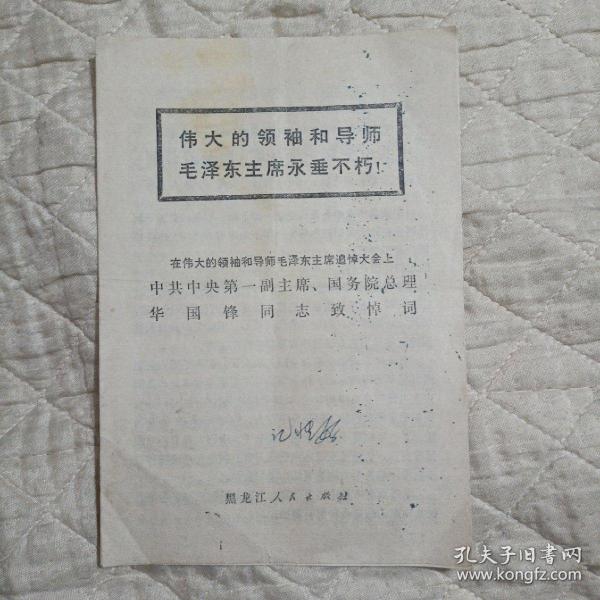 伟大的领袖和导师
毛泽东主席永垂不朽！
在伟大的领袖和导师毛泽东主席追悼大会上
中共中央第一副主席、国务院总理
华国锋同志致悼词
黑龙江人民出版社
孔夫子旧书网
www.kongfz.com